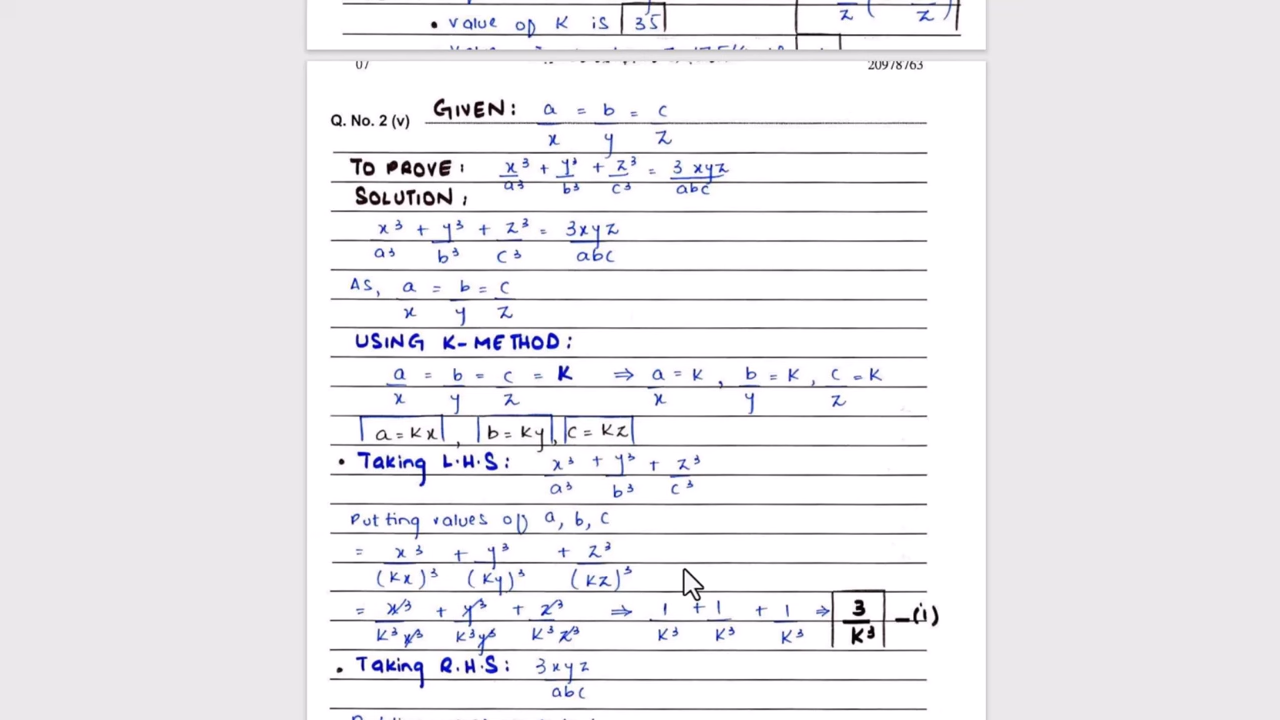 • value of K is 35
z ( z )
07 20978763
Q. No. 2 (v) GIVEN: a/x = b/y = c/z
TO PROVE: x³/a³ + y³/b³ + z³/c³ = 3xyz/abc
SOLUTION:
x³/a³ + y³/b³ + z³/c³ = 3xyz/abc
AS, a/x = b/y = c/z
USING K-METHOD:
a/x = b/y = c/z = K ⇒ a/x = K, b/y = K, c/z = K
a = Kx, b = Ky, c = Kz
• Taking L.H.S: x³/a³ + y³/b³ + z³/c³
Putting values of a, b, c
= x³/(Kx)³ + y³/(Ky)³ + z³/(Kz)³
= x³/K³x³ + y³/K³y³ + z³/K³z³ ⇒ 1/K³ + 1/K³ + 1/K³ ⇒ 3/K³ —(i)
• Taking R.H.S: 3xyz/abc